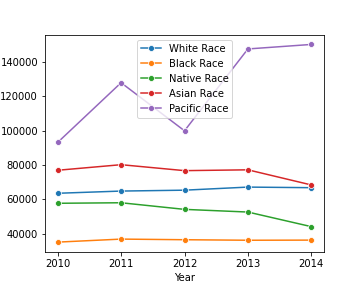 140000
120000
100000
80000
60000
40000
White Race
Black Race
Native Race
Asian Race
Pacific Race
2010 2011 2012 2013 2014
Year